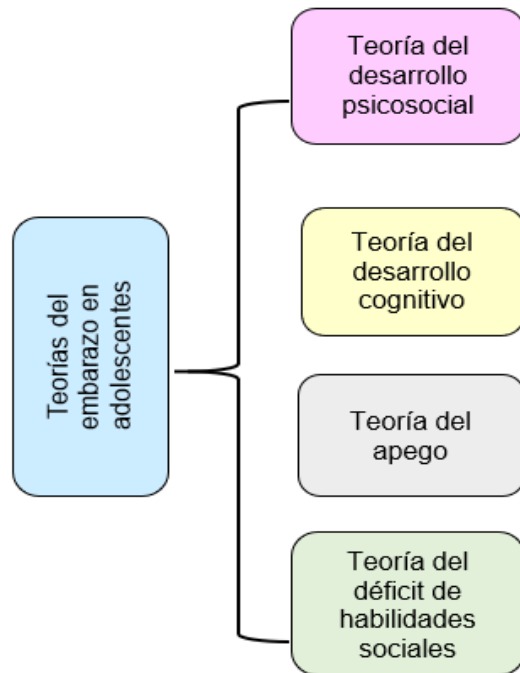 Teorías del
embarazo en
adolescentes
Teoría del
desarrollo
psicosocial
Teoría del
desarrollo
cognitivo
Teoría del
apego
Teoría del
déficit de
habilidades
sociales